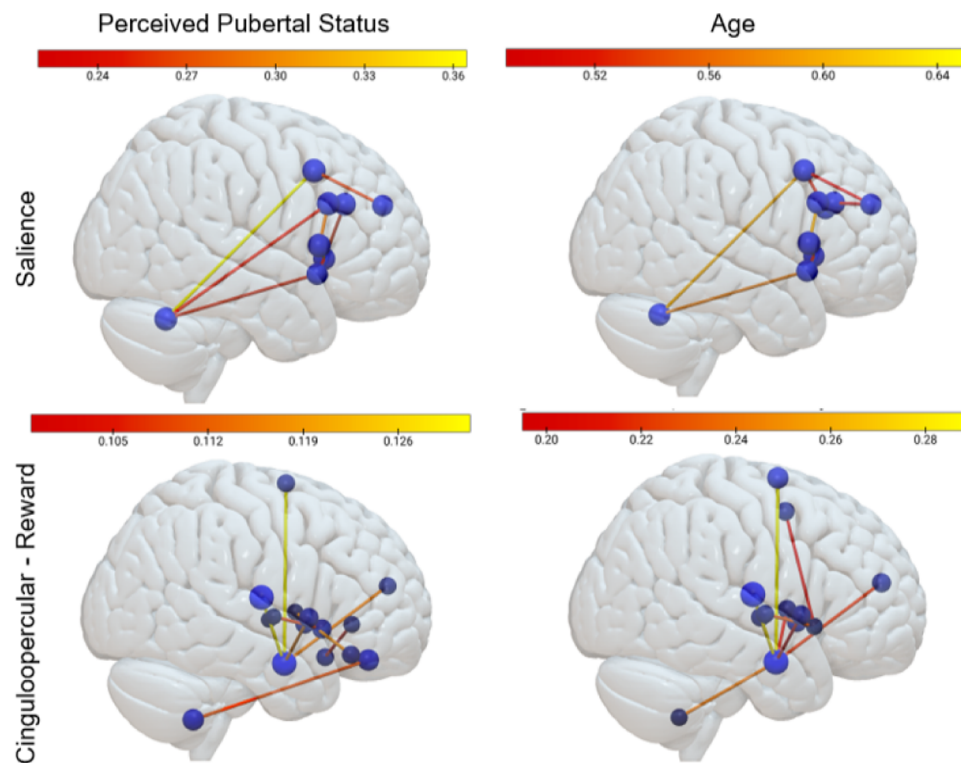 Perceived Pubertal Status
Age
0.24 0.27 0.30 0.33 0.36
0.52 0.56 0.60 0.64
Salience
0.105 0.112 0.119 0.126
0.20 0.22 0.24 0.26 0.28
Cinguloopercular - Reward